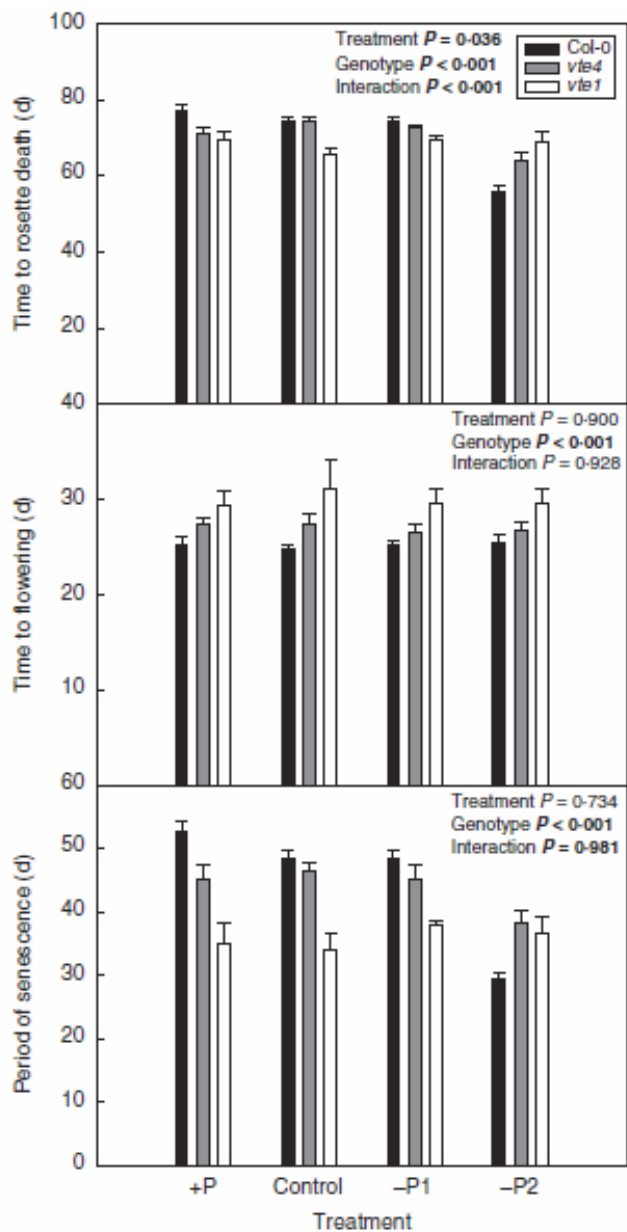 100
80
60
40
20
40
Time to rosette death (d)
Treatment P = 0·036
Genotype P < 0·001
Interaction P < 0·001
Col-0
vte4
vte1
30
20
10
60
Time to flowering (d)
Treatment P = 0·900
Genotype P < 0·001
Interaction P = 0·928
50
40
30
20
10
0
Period of senescence (d)
Treatment P = 0·734
Genotype P < 0·001
Interaction P = 0·981
+P Control –P1 –P2
Treatment